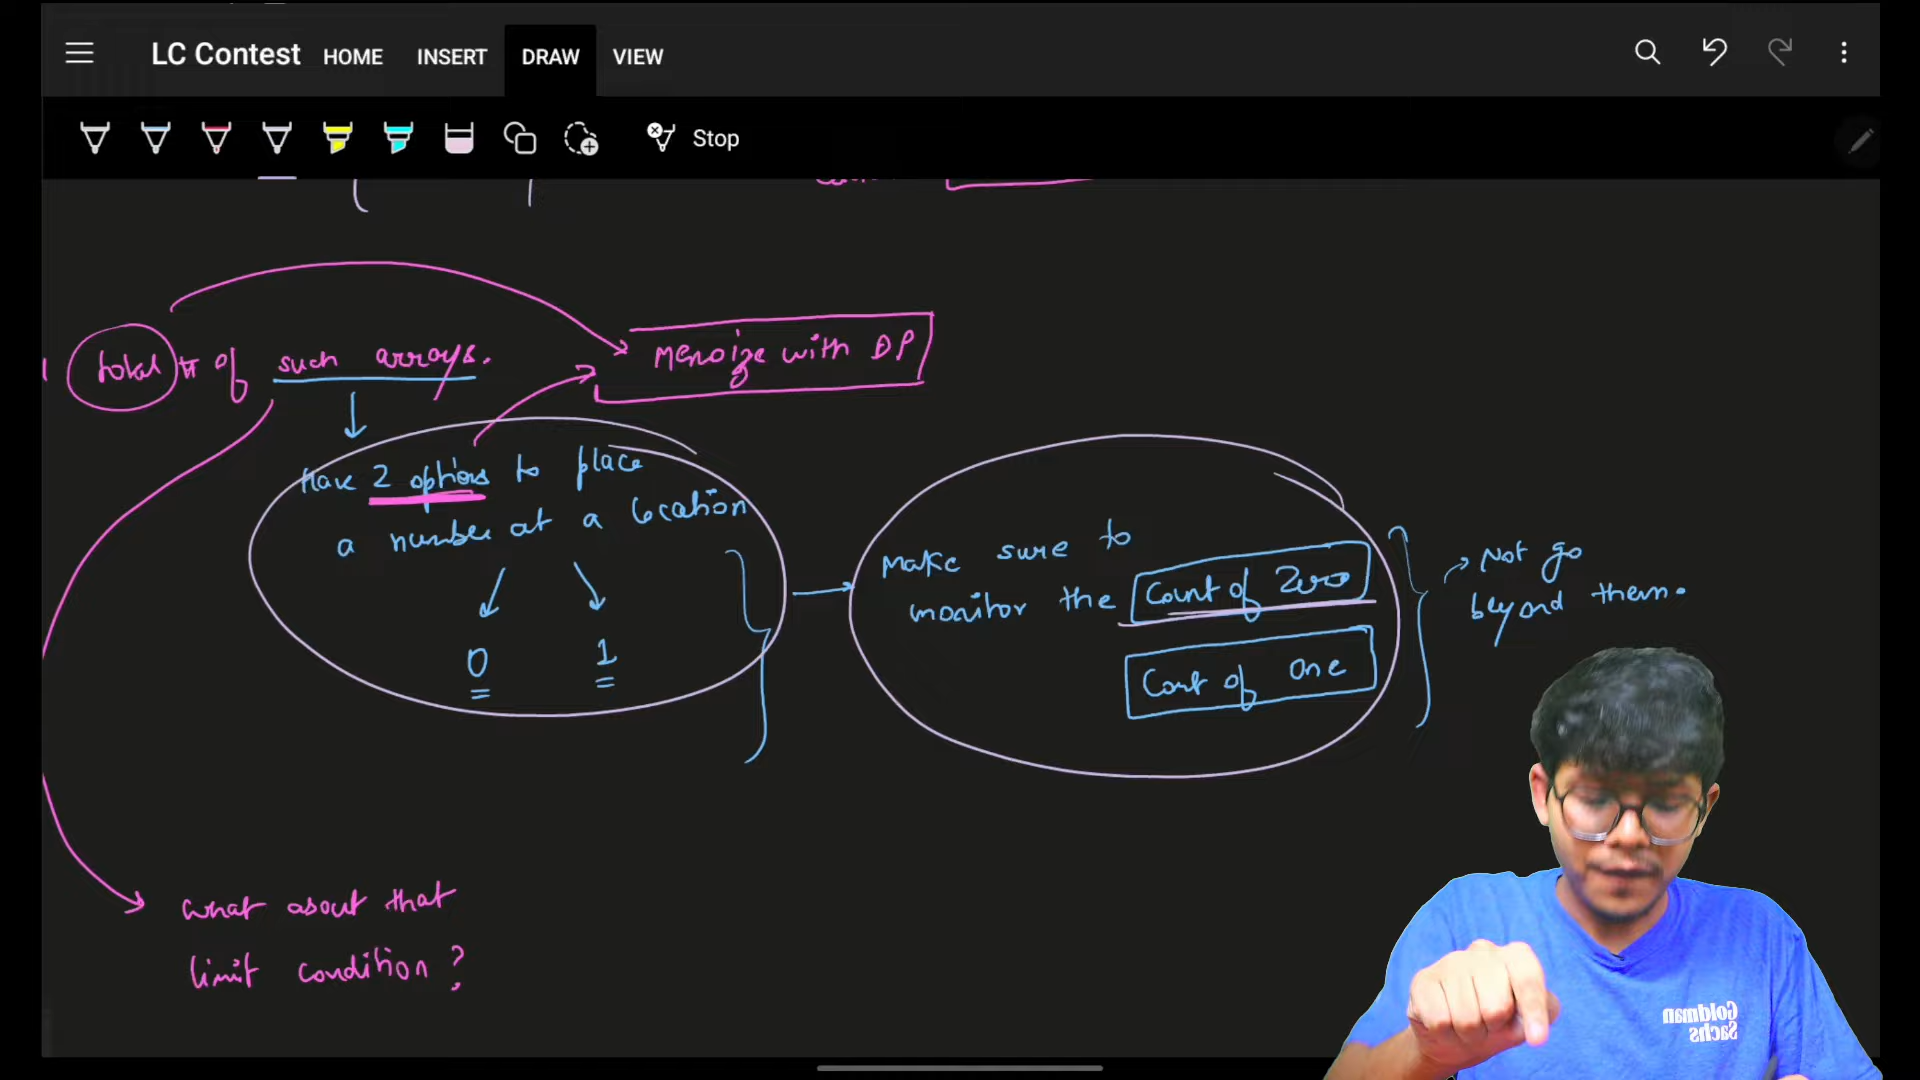 LC Contest HOME INSERT DRAW VIEW
Stop
total # of such arrays.
Memoize with DP
Have 2 options to place
a number at a location
0 1
Make sure to
monitor the Count of Zero
Count of One
Not go
beyond them.
what about that
limit condition?
Goldman
Sachs